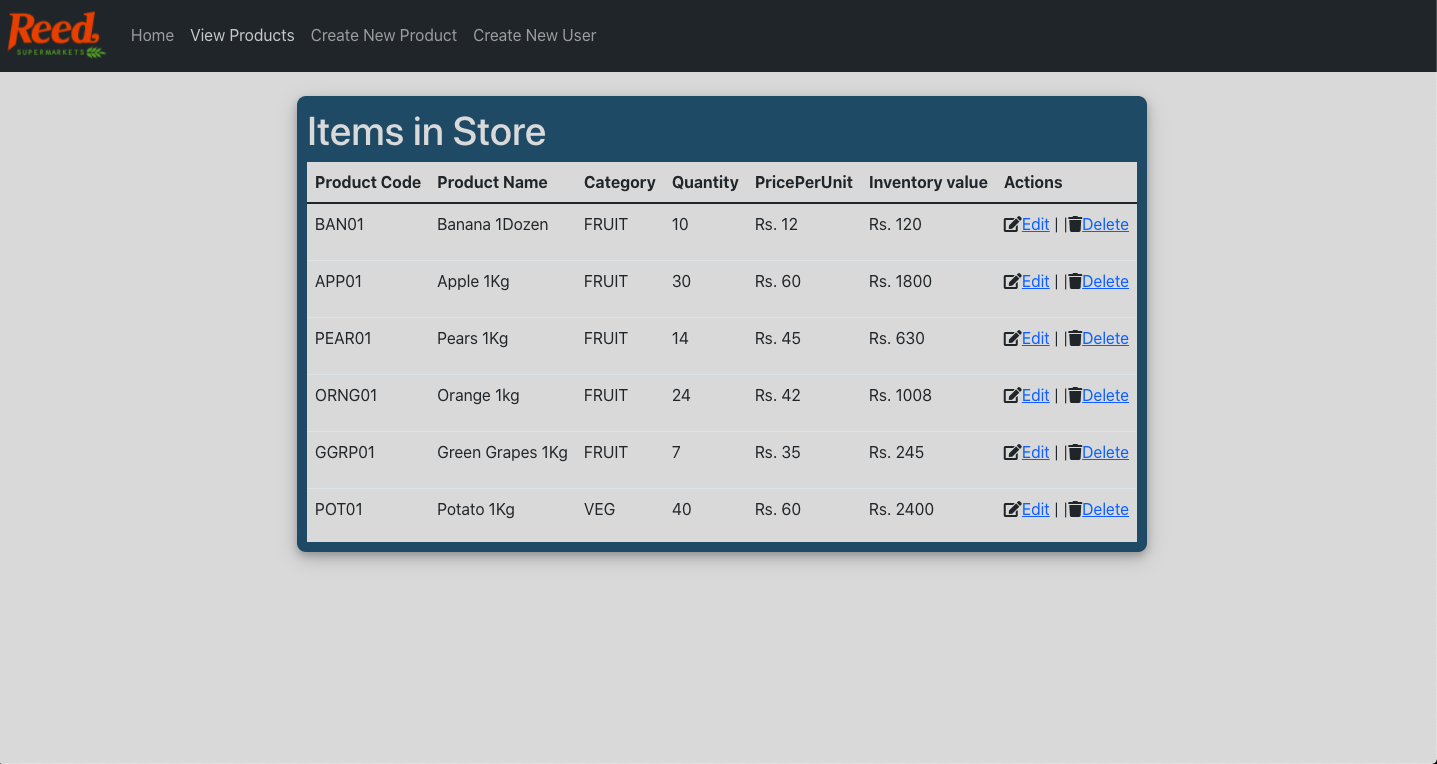 Reed
SUPERMARKETS
Home View Products Create New Product Create New User
Items in Store
Product Code Product Name Category Quantity PricePerUnit Inventory value Actions
BAN01 Banana 1Dozen FRUIT 10 Rs. 12 Rs. 120 Edit | |Delete
APP01 Apple 1Kg FRUIT 30 Rs. 60 Rs. 1800 Edit | |Delete
PEAR01 Pears 1Kg FRUIT 14 Rs. 45 Rs. 630 Edit | |Delete
ORNG01 Orange 1kg FRUIT 24 Rs. 42 Rs. 1008 Edit | |Delete
GGRP01 Green Grapes 1Kg FRUIT 7 Rs. 35 Rs. 245 Edit | |Delete
POT01 Potato 1Kg VEG 40 Rs. 60 Rs. 2400 Edit | |Delete